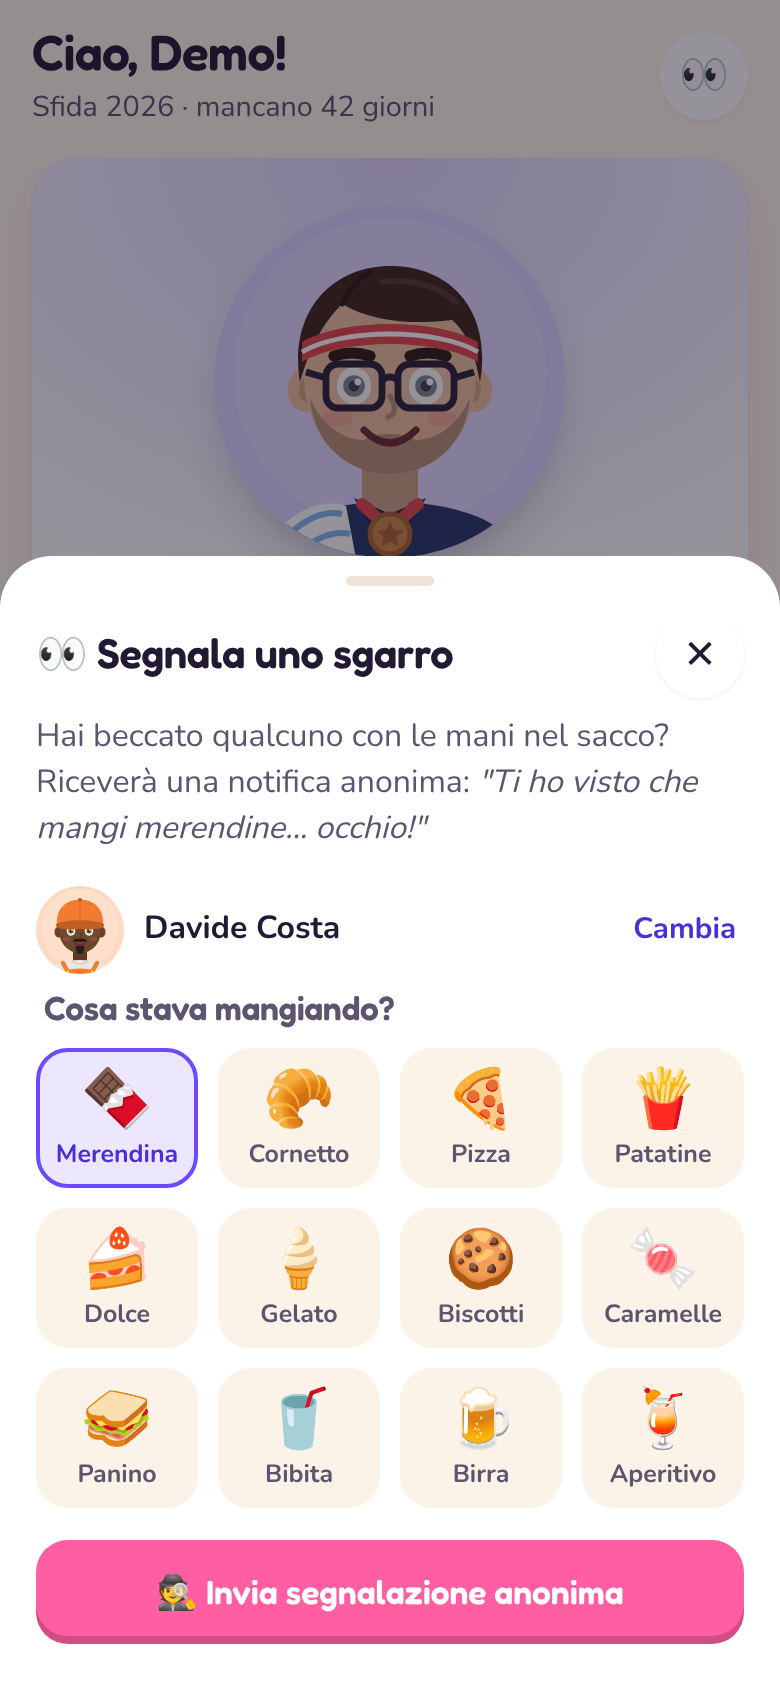 Ciao, Demo!
Sfida 2026 · mancano 42 giorni
Segnala uno sgarro
Hai beccato qualcuno con le mani nel sacco?
Riceverà una notifica anonima: "Ti ho visto che
mangi merendine... occhio!"
Davide Costa
Cambia
Cosa stava mangiando?
Merendina
Cornetto
Pizza
Patatine
Dolce
Gelato
Biscotti
Caramelle
Panino
Bibita
Birra
Aperitivo
Invia segnalazione anonima